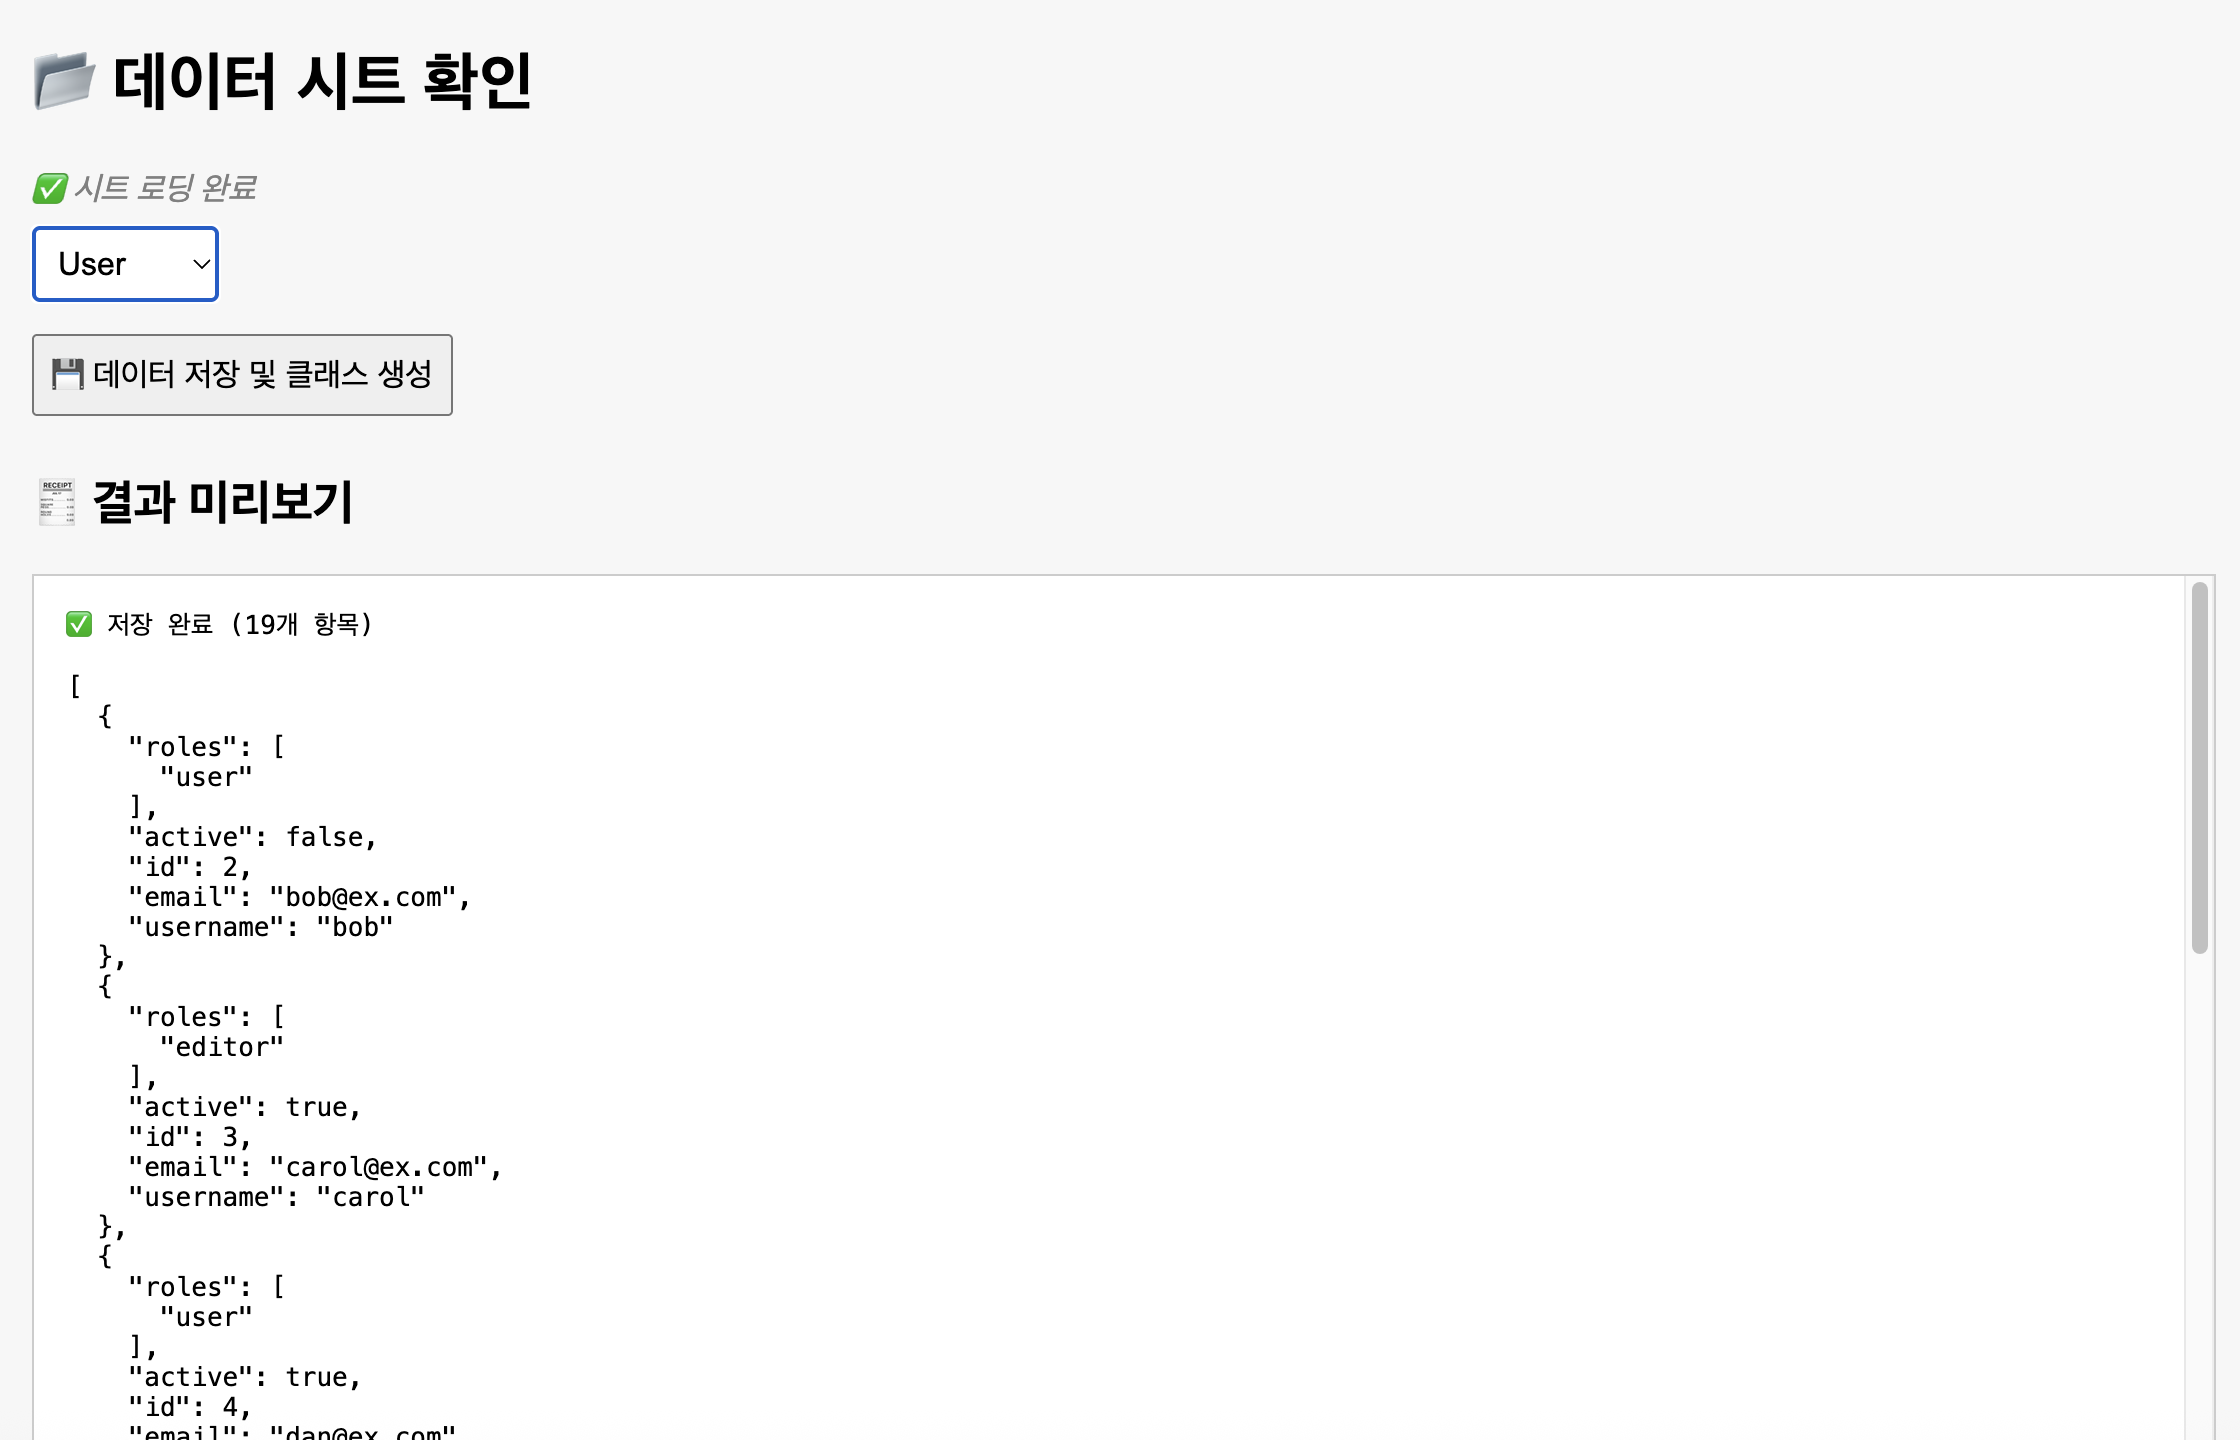 데이터 시트 확인
시트 로딩 완료
User
데이터 저장 및 클래스 생성
RECEIPT
결과 미리보기
저장 완료 (19개 항목)
[
  {
    "roles": [
      "user"
    ],
    "active": false,
    "id": 2,
    "email": "bob@ex.com",
    "username": "bob"
  },
  {
    "roles": [
      "editor"
    ],
    "active": true,
    "id": 3,
    "email": "carol@ex.com",
    "username": "carol"
  },
  {
    "roles": [
      "user"
    ],
    "active": true,
    "id": 4,
    "email": "dan@ex.com"